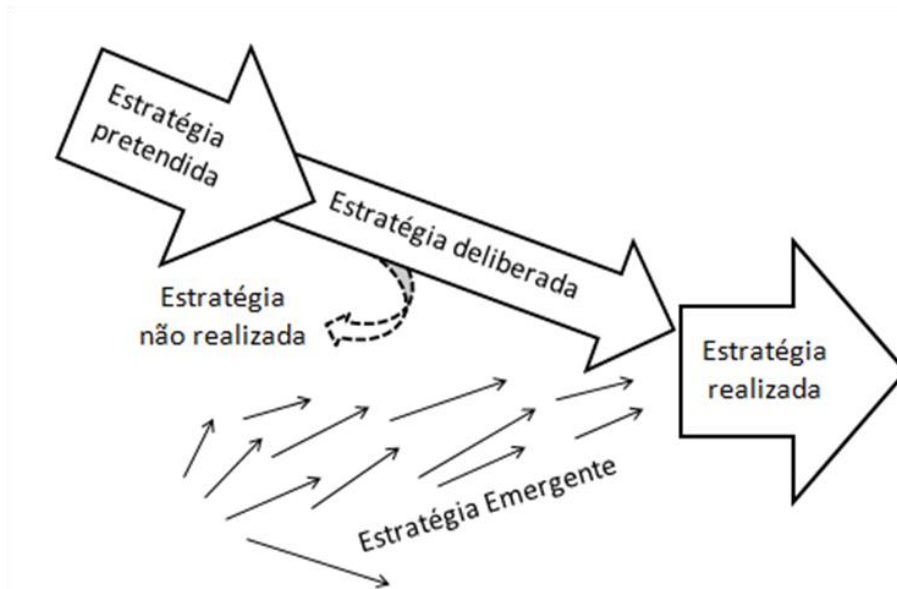 Estratégia
pretendida
Estratégia deliberada
Estratégia
não realizada
Estratégia
realizada
Estratégia Emergente